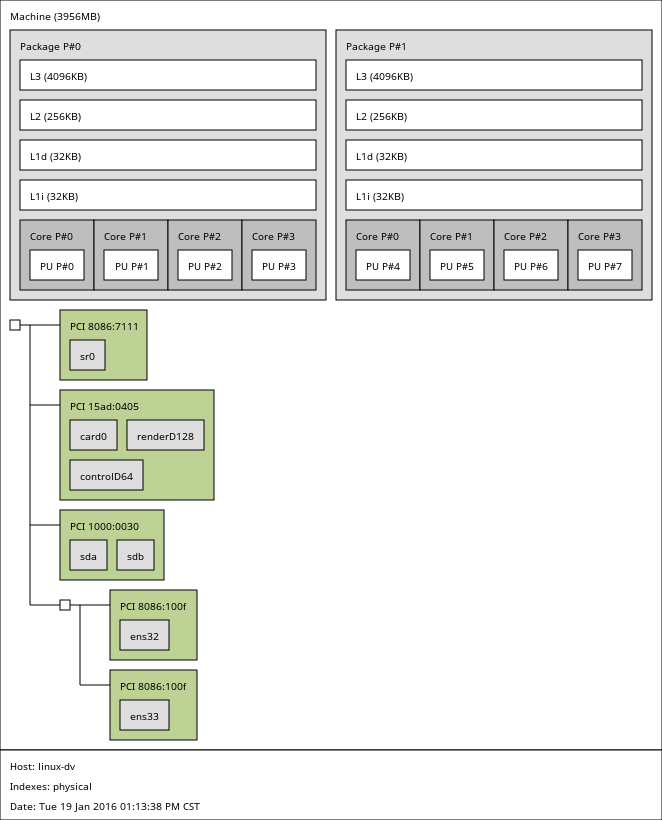 Machine (3956MB)
Package P#0
L3 (4096KB)
L2 (256KB)
L1d (32KB)
L1i (32KB)
Core P#0 Core P#1 Core P#2 Core P#3
PU P#0 PU P#1 PU P#2 PU P#3
Package P#1
L3 (4096KB)
L2 (256KB)
L1d (32KB)
L1i (32KB)
Core P#0 Core P#1 Core P#2 Core P#3
PU P#4 PU P#5 PU P#6 PU P#7
PCI 8086:7111
sr0
PCI 15ad:0405
card0 renderD128
controlD64
PCI 1000:0030
sda sdb
PCI 8086:100f
ens32
PCI 8086:100f
ens33
Host: linux-dv
Indexes: physical
Date: Tue 19 Jan 2016 01:13:38 PM CST